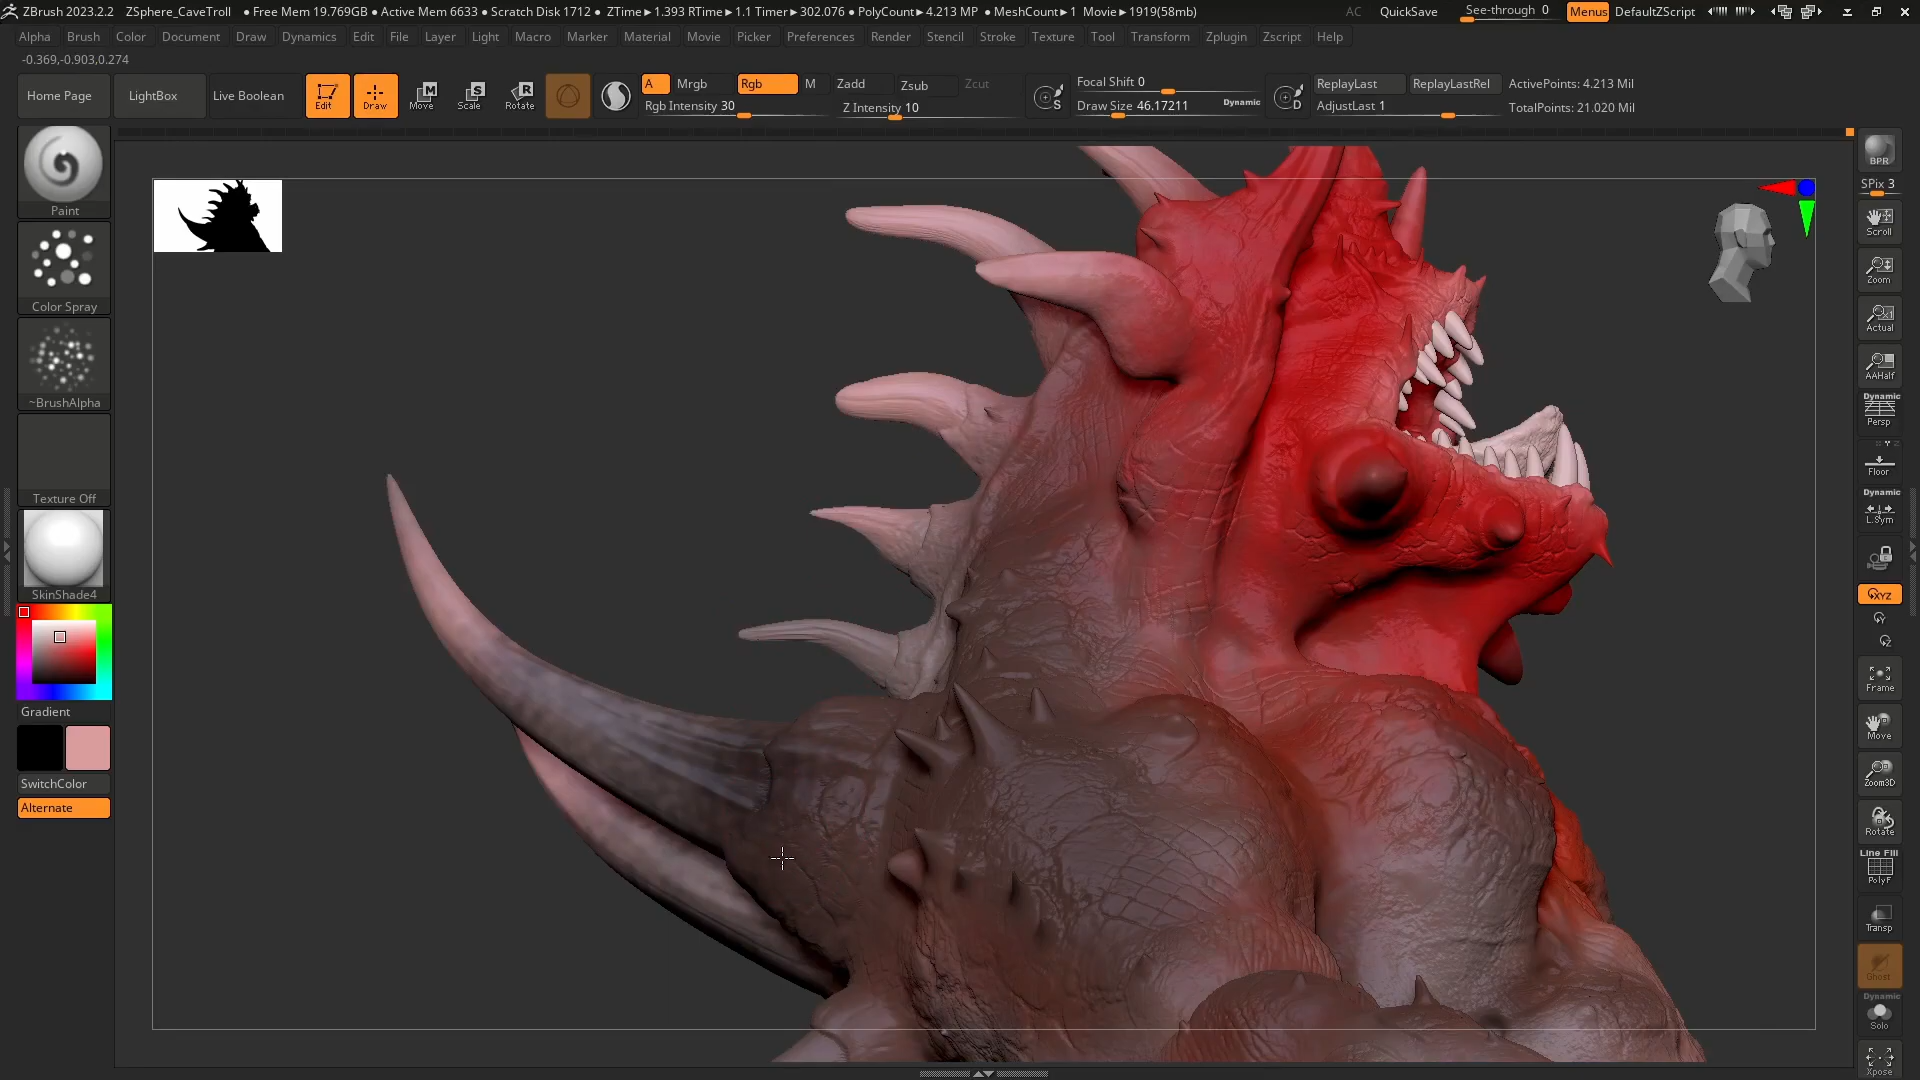 ZBrush 2023.2.2 ZSphere_CaveTroll ● Free Mem 19.769GB ● Active Mem 6633 ● Scratch Disk 1712 ● ZTime►1.393 RTime►1.1 Timer►302.076 ● PolyCount►4.213 MP ● MeshCount►1 Movie►1919(58mb) AC QuickSave See-through 0 Menus DefaultZScript
Alpha Brush Color Document Draw Dynamics Edit File Layer Light Macro Marker Material Movie Picker Preferences Render Stencil Stroke Texture Tool Transform Zplugin Zscript Help
-0.369,-0.903,0.274
Home Page LightBox Live Boolean Edit Draw Move Scale Rotate
A Mrgb Rgb M Zadd Zsub Zcut
Rgb Intensity 30 Z Intensity 10
S
Focal Shift 0
Draw Size 46.17211 Dynamic
D
ReplayLast ReplayLastRel ActivePoints: 4.213 Mil
AdjustLast 1 TotalPoints: 21.020 Mil
Paint
Color Spray
~BrushAlpha
Texture Off
SkinShade4
Gradient
SwitchColor
Alternate
BPR
SPix 3
Scroll
Zoom
Actual
AAHalf
Dynamic
Persp
Floor
Dynamic
L.Sym
XYZ
Y
Z
Frame
Move
Zoom3D
Rotate
Line Fill
PolyF
Transp
Ghost
Dynamic
Solo
Xpose